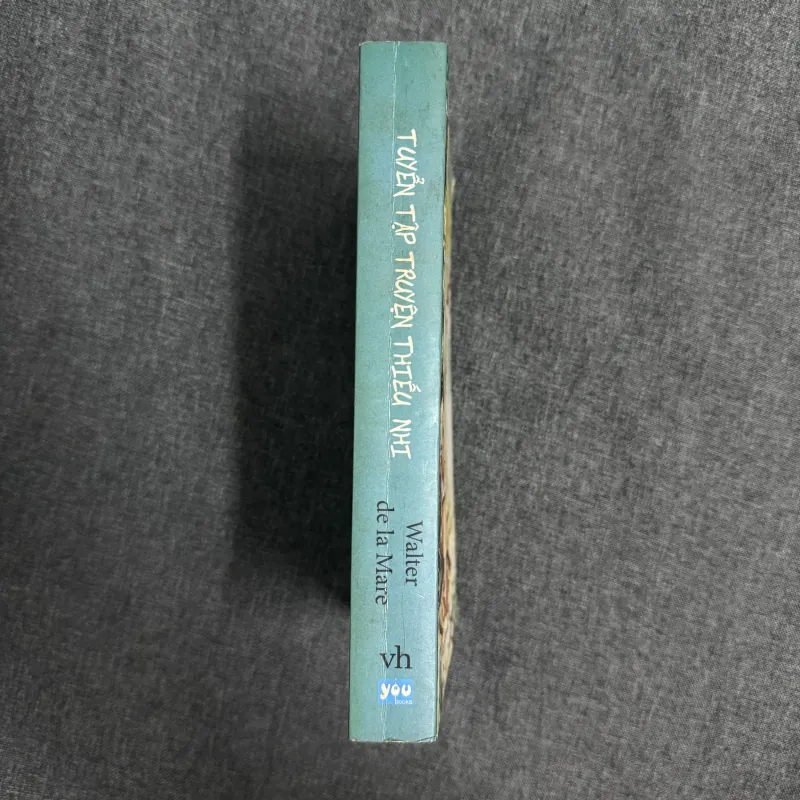 TUYỂN TẬP TRUYỆN THIẾU NHI
Walter
de la Mare
vh
you
BOOKS